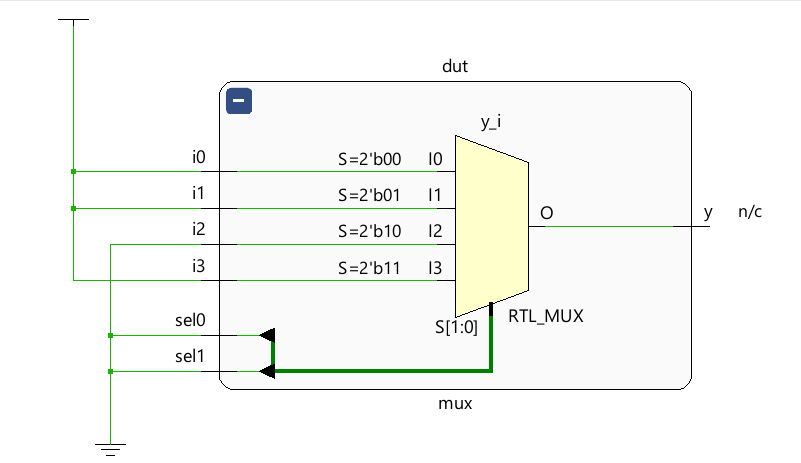 dut
y_i
i0 S=2'b00 I0
i1 S=2'b01 I1
i2 S=2'b10 I2
O y n/c
i3 S=2'b11 I3
sel0 S[1:0] RTL_MUX
sel1
mux